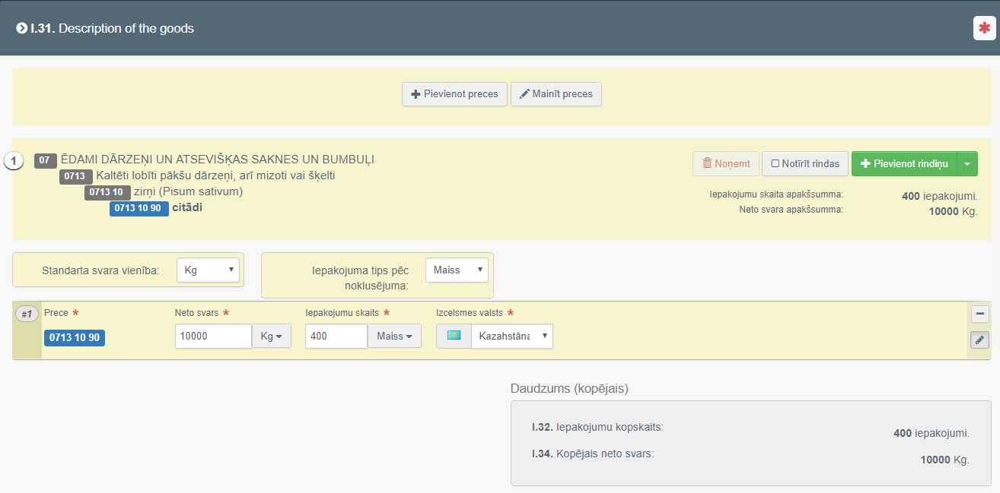 I.31. Description of the goods
Pievienot preces Mainīt preces
1 07 ĒDAMI DĀRZEŅI UN ATSEVIŠĶAS SAKNES UN BUMBUĻI
0713 Kaltēti lobīti pākšu dārzeņi, arī mizoti vai šķelti
0713 10 zirņi (Pisum sativum)
0713 10 90 citādi
Noņemt Notīrīt rindas Pievienot rindiņu
Iepakojumu skaita apakšsumma: 400 iepakojumi.
Neto svara apakšsumma: 10000 Kg.
Standarta svara vienība: Kg
Iepakojuma tips pēc noklusējuma: Maiss
#1 Prece * Neto svars * Iepakojumu skaits * Izcelsmes valsts *
0713 10 90 10000 Kg 400 Maiss Kazahstāna
Daudzums (kopējais)
I.32. Iepakojumu kopskaits: 400 iepakojumi.
I.34. Kopējais neto svars: 10000 Kg.